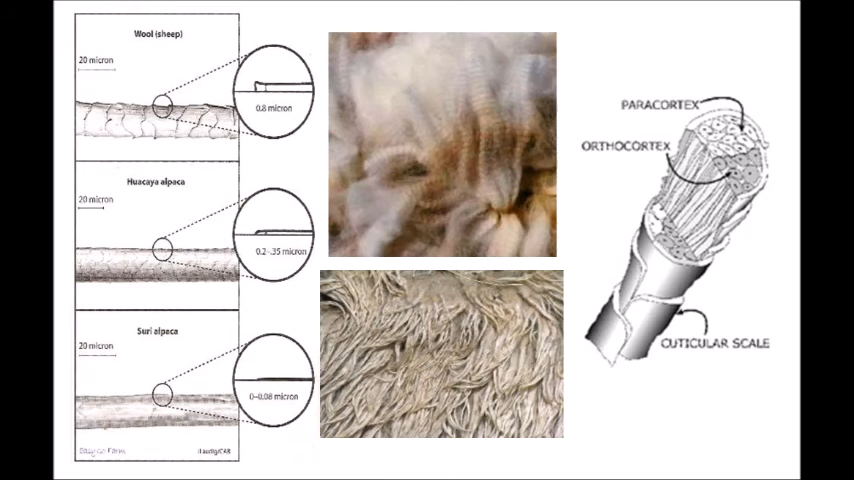 Wool (sheep)
20 micron
0.8 micron
Huacaya alpaca
20 micron
0.2–.35 micron
Suri alpaca
20 micron
0–0.08 micron
PARACORTEX
ORTHOCORTEX
CUTICULAR SCALE